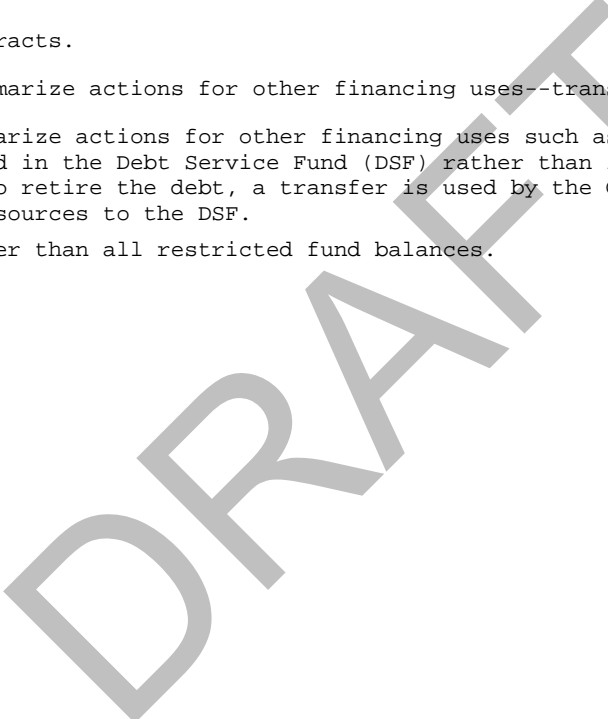 racts.
marize actions for other financing uses--trans
arize actions for other financing uses such as
d in the Debt Service Fund (DSF) rather than
o retire the debt, a transfer is used by the
sources to the DSF.
er than all restricted fund balances.
DRAFT